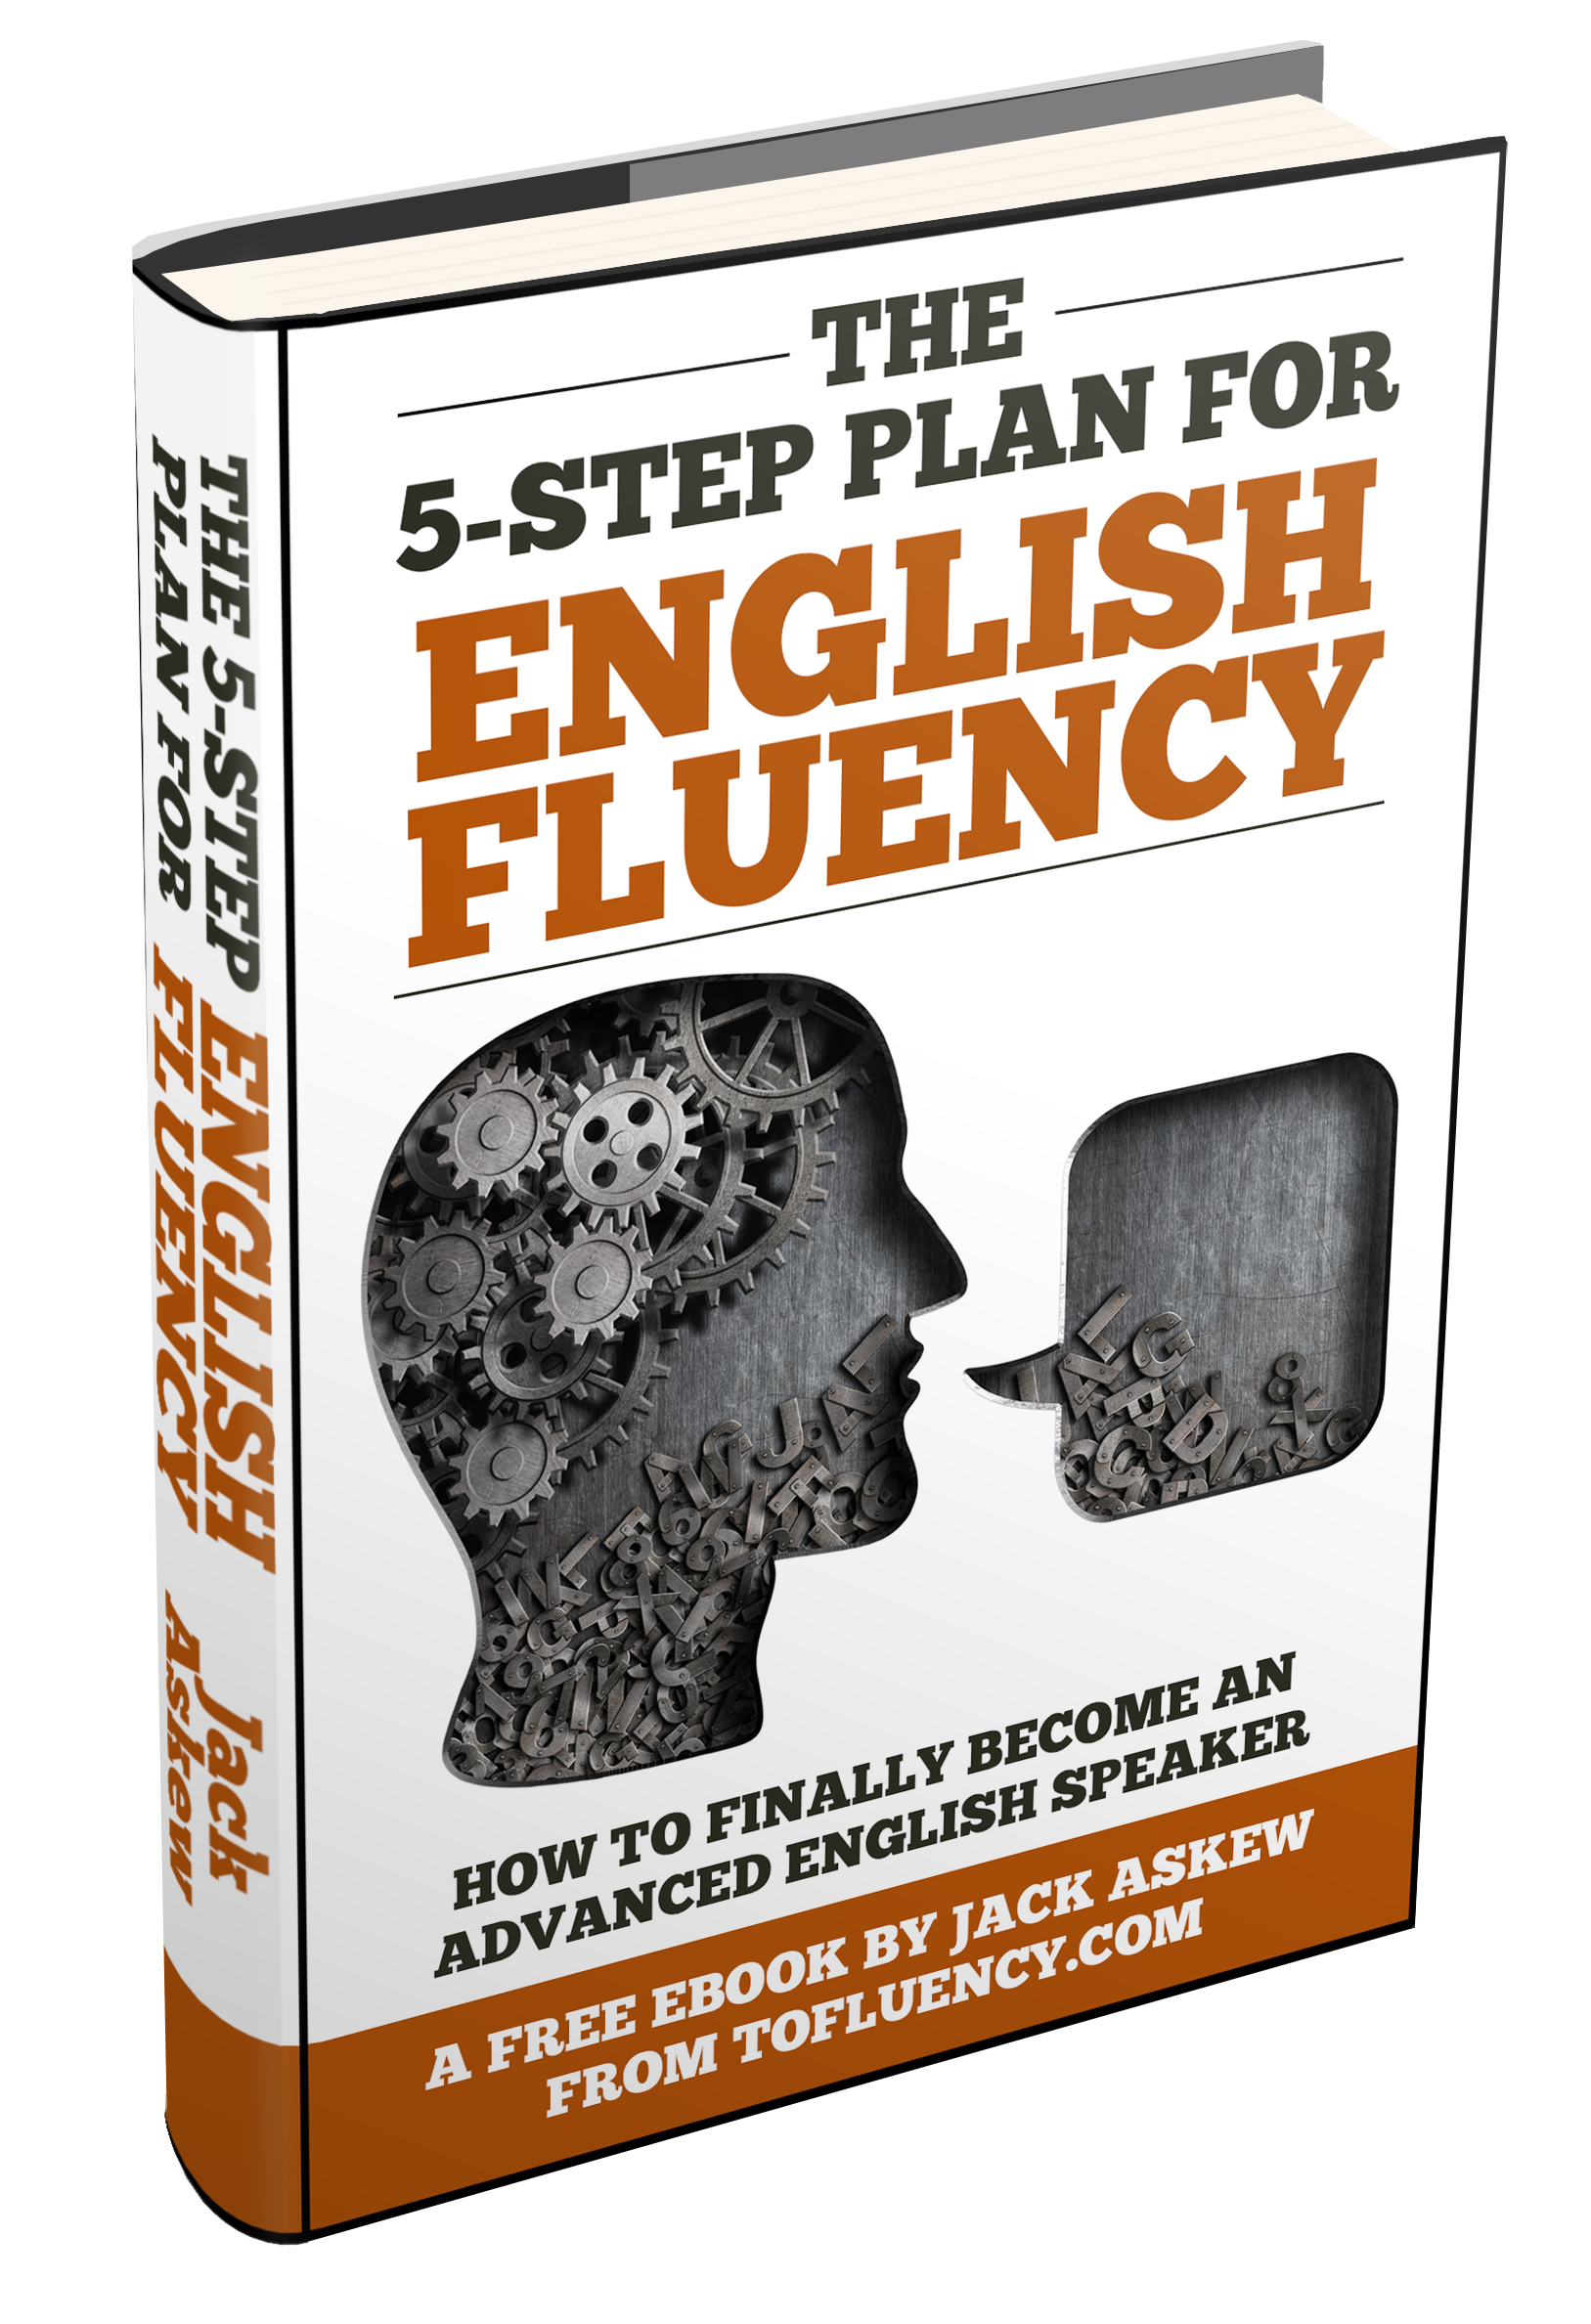 THE
5-STEP PLAN FOR
ENGLISH
FLUENCY
HOW TO FINALLY BECOME AN
ADVANCED ENGLISH SPEAKER
A FREE EBOOK BY JACK ASKEW
FROM TOFLUENCY.COM
THE 5-STEP
PLAN FOR
ENGLISH
FLUENCY
Jack
Askew